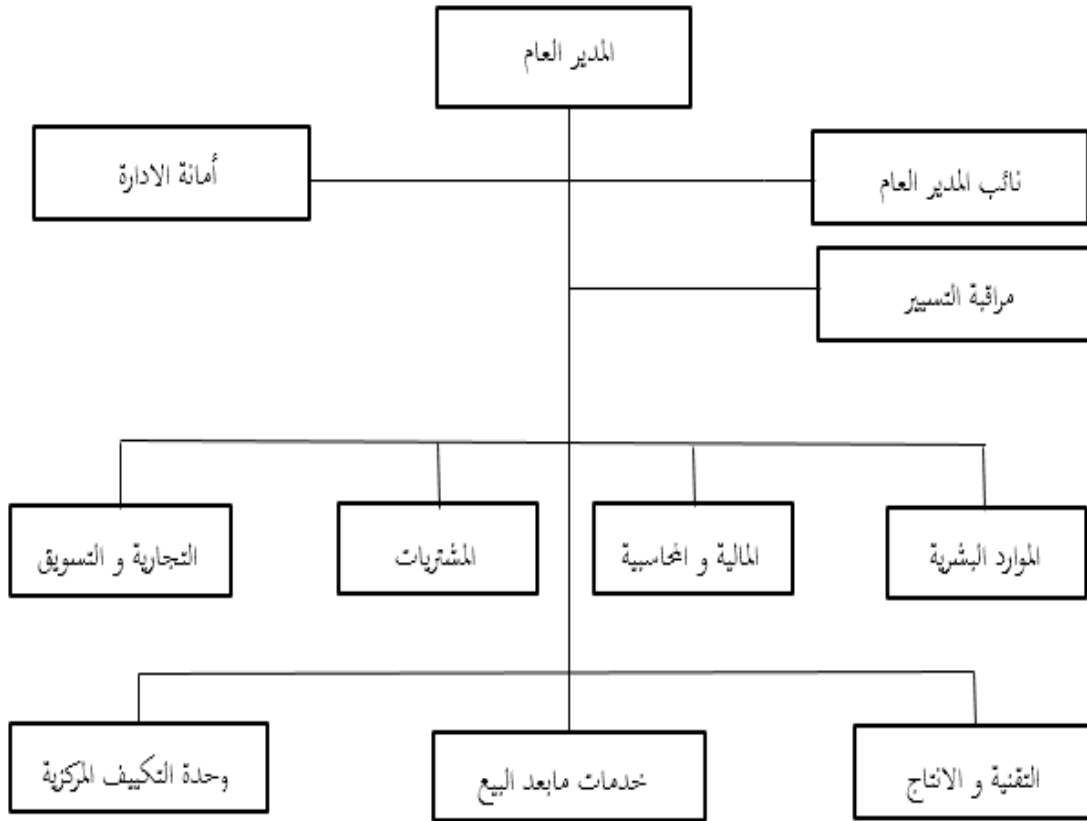 المدير العام
نائب المدير العام
أمانة الادارة
مراقبة التسيير
الموارد البشرية
المالية و المحاسبية
المشتريات
التجارية و التسويق
التقنية و الانتاج
خدمات مابعد البيع
وحدة التكييف المركزية